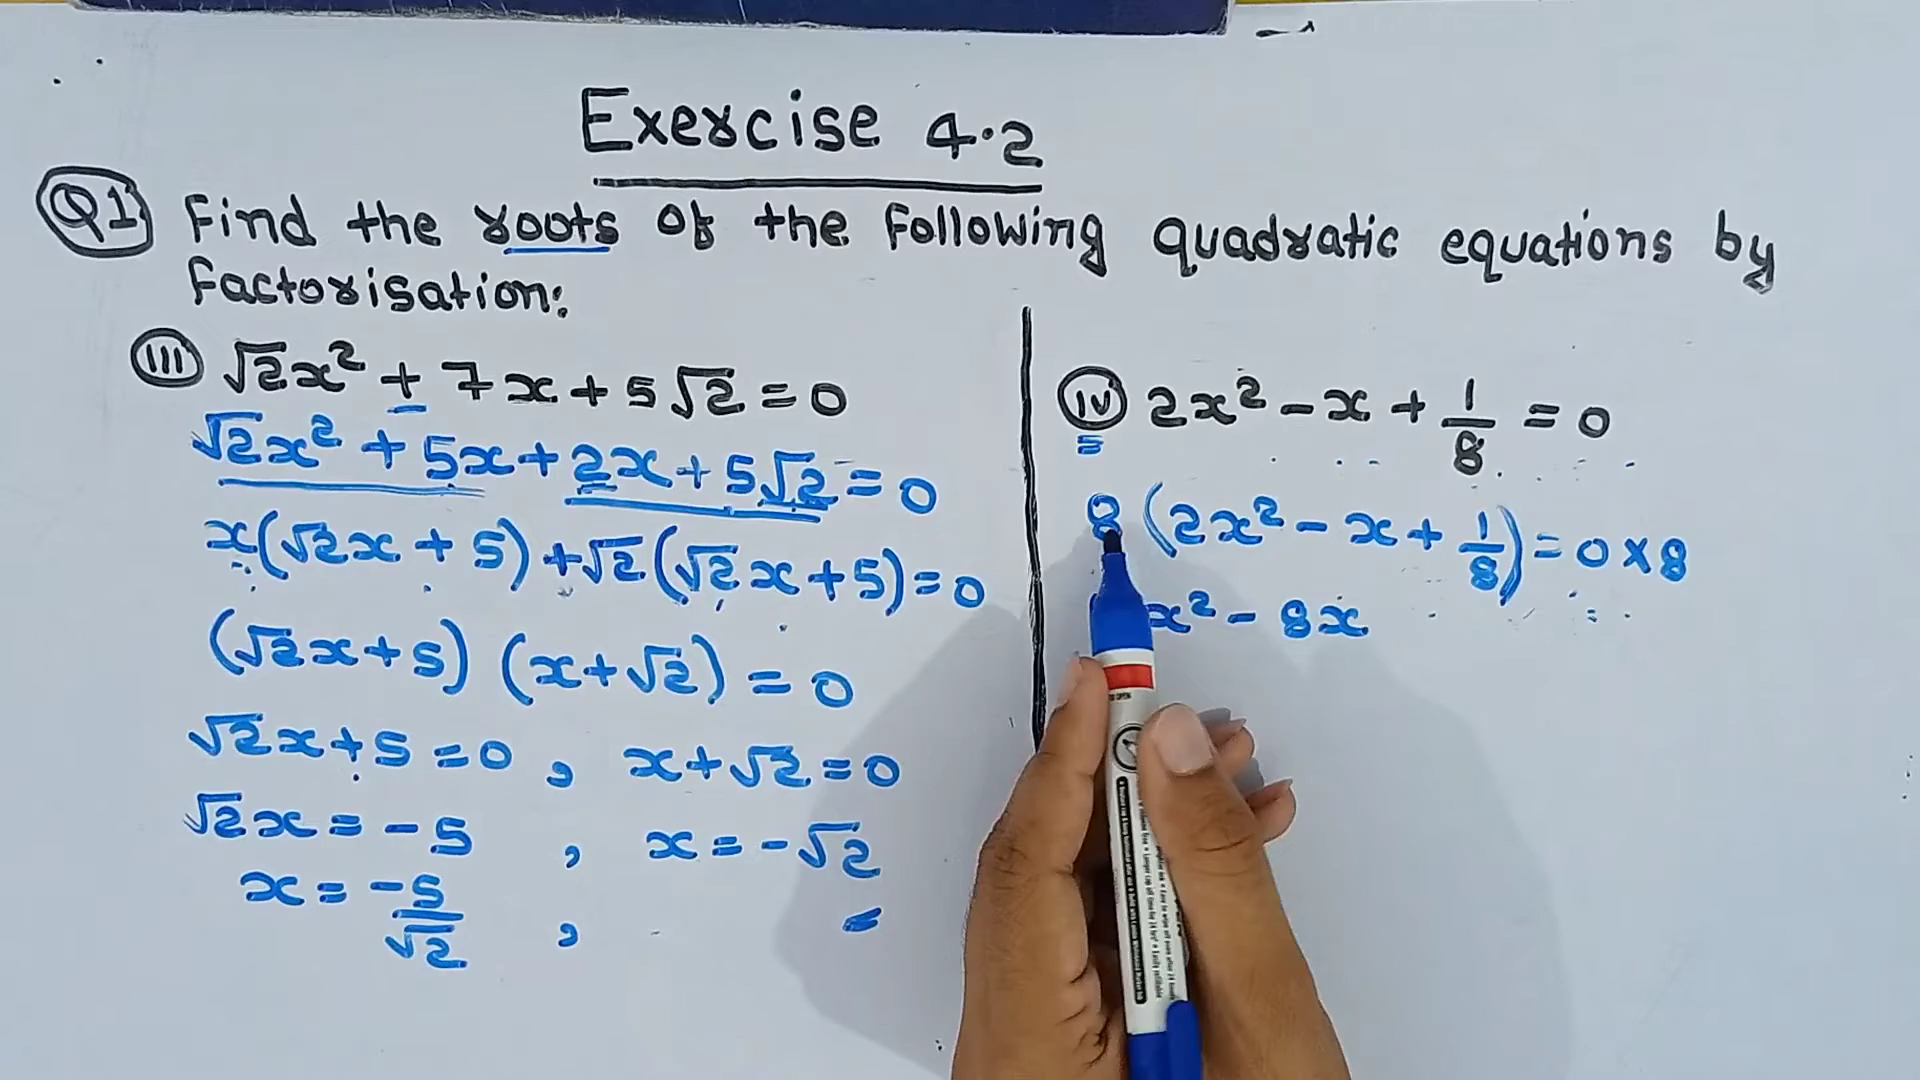 Exercise 4.2
Q1 Find the roots of the following quadratic equations by
factorisation:
(iii) √2x² + 7x + 5√2 = 0
√2x² + 5x + 2x + 5√2 = 0
x(√2x + 5) + √2(√2x + 5) = 0
(√2x + 5) (x + √2) = 0
√2x + 5 = 0 , x + √2 = 0
√2x = -5 , x = -√2
x = -5/√2 ,
(iv) 2x² - x + 1/8 = 0
8 (2x² - x + 1/8) = 0 × 8
x² - 8x